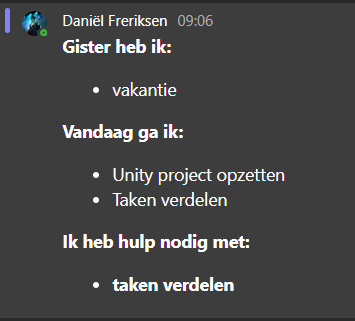 Daniël Freriksen 09:06
Gister heb ik:
• vakantie
Vandaag ga ik:
• Unity project opzetten
• Taken verdelen
Ik heb hulp nodig met:
• taken verdelen